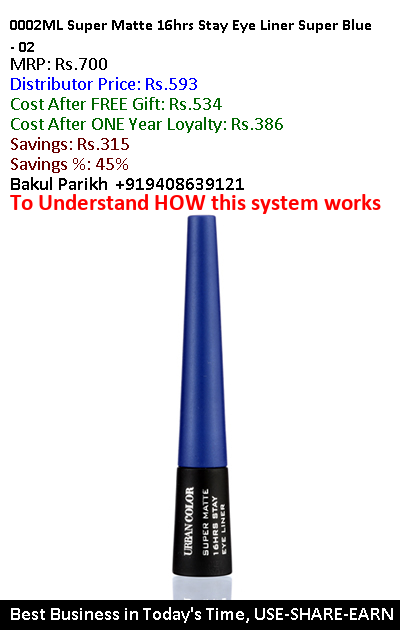 0002ML Super Matte 16hrs Stay Eye Liner Super Blue
- 02
MRP: Rs.700
Distributor Price: Rs.593
Cost After FREE Gift: Rs.534
Cost After ONE Year Loyalty: Rs.386
Savings: Rs.315
Savings %: 45%
Bakul Parikh +919408639121
To Understand HOW this system works
URBAN COLOR
SUPER MATTE
16HRS STAY
EYE LINER
Best Business in Today's Time, USE-SHARE-EARN